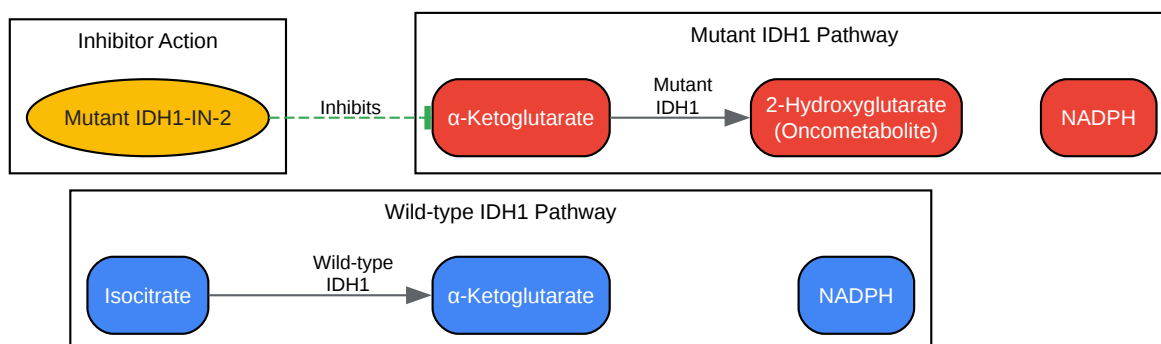 Inhibitor Action
Mutant IDH1-IN-2
Inhibits
Mutant IDH1 Pathway
α-Ketoglutarate
Mutant
IDH1
2-Hydroxyglutarate
(Oncometabolite)
NADPH
Wild-type IDH1 Pathway
Isocitrate
Wild-type
IDH1
α-Ketoglutarate
NADPH